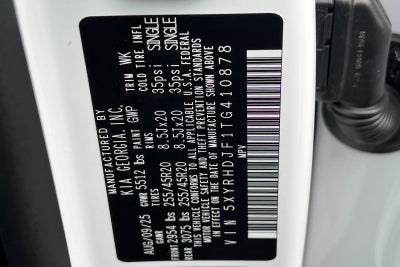 MANUFACTURED BY
KIA GEORGIA, INC.
AUG/09/25 GVWR 5512 lbs PAINT GWP TRIM WK
TIRES RIMS COLD TIRE INFL
FRONT 2954 lbs 255/45R20 8.5Jx20 35psi SINGLE
REAR 3075 lbs 255/45R20 8.5Jx20 35psi SINGLE
THIS VEHICLE CONFORMS TO ALL APPLICABLE U.S.A. FEDERAL
MOTOR VEHICLE SAFETY AND THEFT PREVENTION STANDARDS
IN EFFECT ON THE DATE OF MANUFACTURE SHOWN ABOVE
VIN 5XYRHDJF1TG410878
MPV